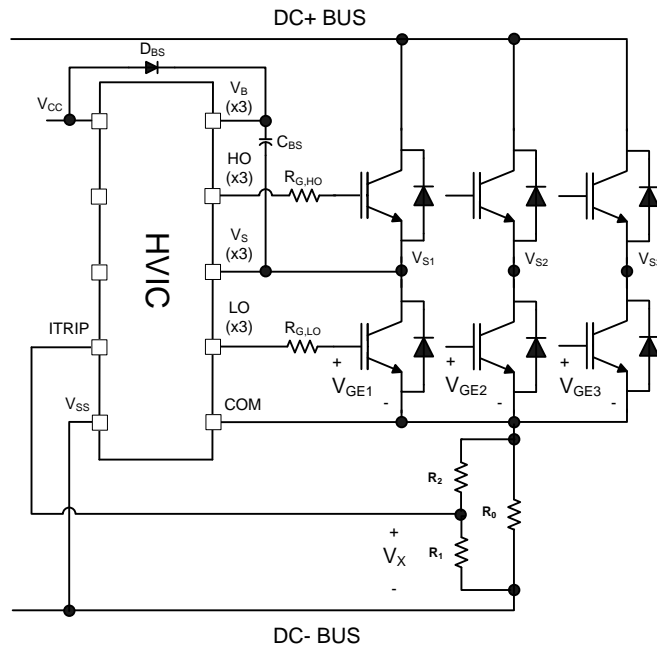 DC+ BUS
DBS
VCC
VB
(x3)
CBS
HO
(x3)
RG,HO
VS
(x3)
VS1
VS2
HVIC
ITRIP
LO
(x3)
RG,LO
+
VGE1
-
+
VGE2
-
+
VGE3
-
VSS
COM
R2
R0
+
VX
-
R1
DC- BUS